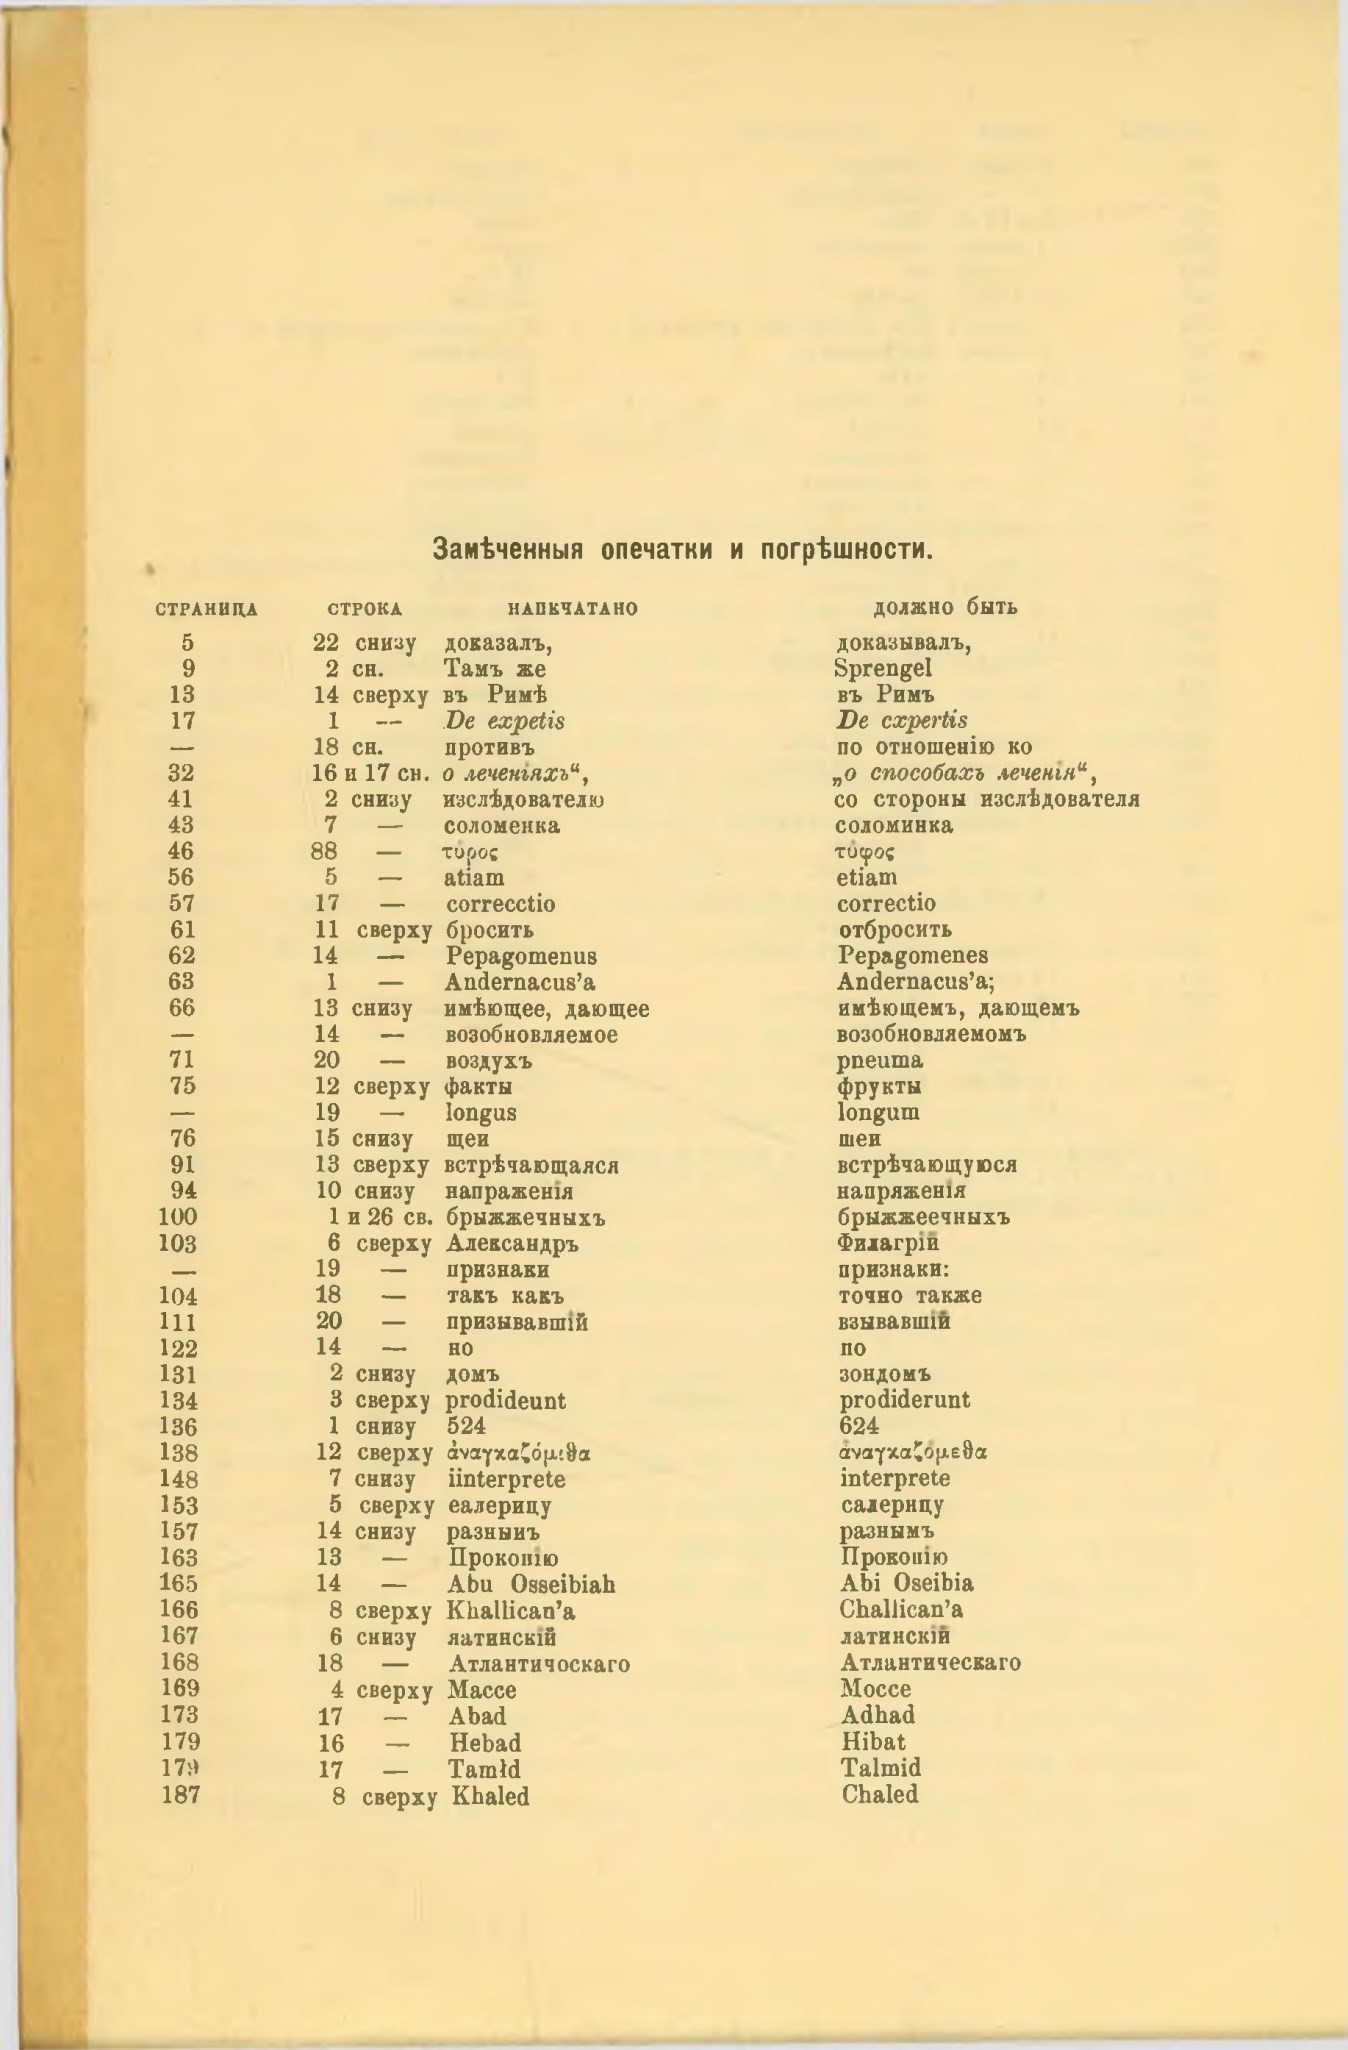 Замѣченныя опечатки и погрѣшности.
СТРАНИЦА СТРОКА НАПЕЧАТАНО ДОЛЖНО БЫТЬ
5 22 снизу доказалъ, доказывалъ,
9 2 сн. Тамъ же Sprengel
13 14 сверху въ Римѣ въ Римъ
17 1 — De expetis De cxpertis
— 18 сн. противъ по отношенію ко
32 16 и 17 сн. о леченіяхъ“, „о способахъ леченія“,
41 2 снизу изслѣдователю со стороны изслѣдователя
43 7 — соломенка соломинка
46 88 — τύρος τύφος
56 5 — atiam etiam
57 17 — correcctio correctio
61 11 сверху бросить отбросить
62 14 — Pepagomenus Pepagomenes
63 1 — Andernacus’a Andernacus’a;
66 13 снизу имѣющее, дающее имѣющемъ, дающемъ
— 14 — возобновляемое возобновляемомъ
71 20 — воздухъ pneuma
75 12 сверху факты фрукты
— 19 — longus longum
76 15 снизу щеи шеи
91 13 сверху встрѣчающаяся встрѣчающуюся
94 10 снизу напраженія напряженія
100 1 и 26 св. брыжжечныхъ брыжжеечныхъ
103 6 сверху Александръ Филагрій
— 19 — признаки признаки:
104 18 — такъ какъ точно также
111 20 — призывавшій взывавшій
122 14 — но по
131 2 снизу домъ зондомъ
134 3 сверху prodideunt prodiderunt
136 1 снизу 524 624
138 12 сверху ἀναγκαζόμιθα ἀναγκαζόμεθα
148 7 снизу iinterprete interprete
153 5 сверху еалерицу салерицу
157 14 снизу разныиъ разнымъ
163 13 — Проконію Прокопію
165 14 — Abu Osseibiah Abi Oseibia
166 8 сверху Khallican’a Challican’a
167 6 снизу яатинскій латинскій
168 18 — Атлантичоскаго Атлантическаго
169 4 сверху Массе Моссе
173 17 — Abad Adhad
179 16 — Hebad Hibat
179 17 — Tamłd Talmid
187 8 сверху Khaled Chaled